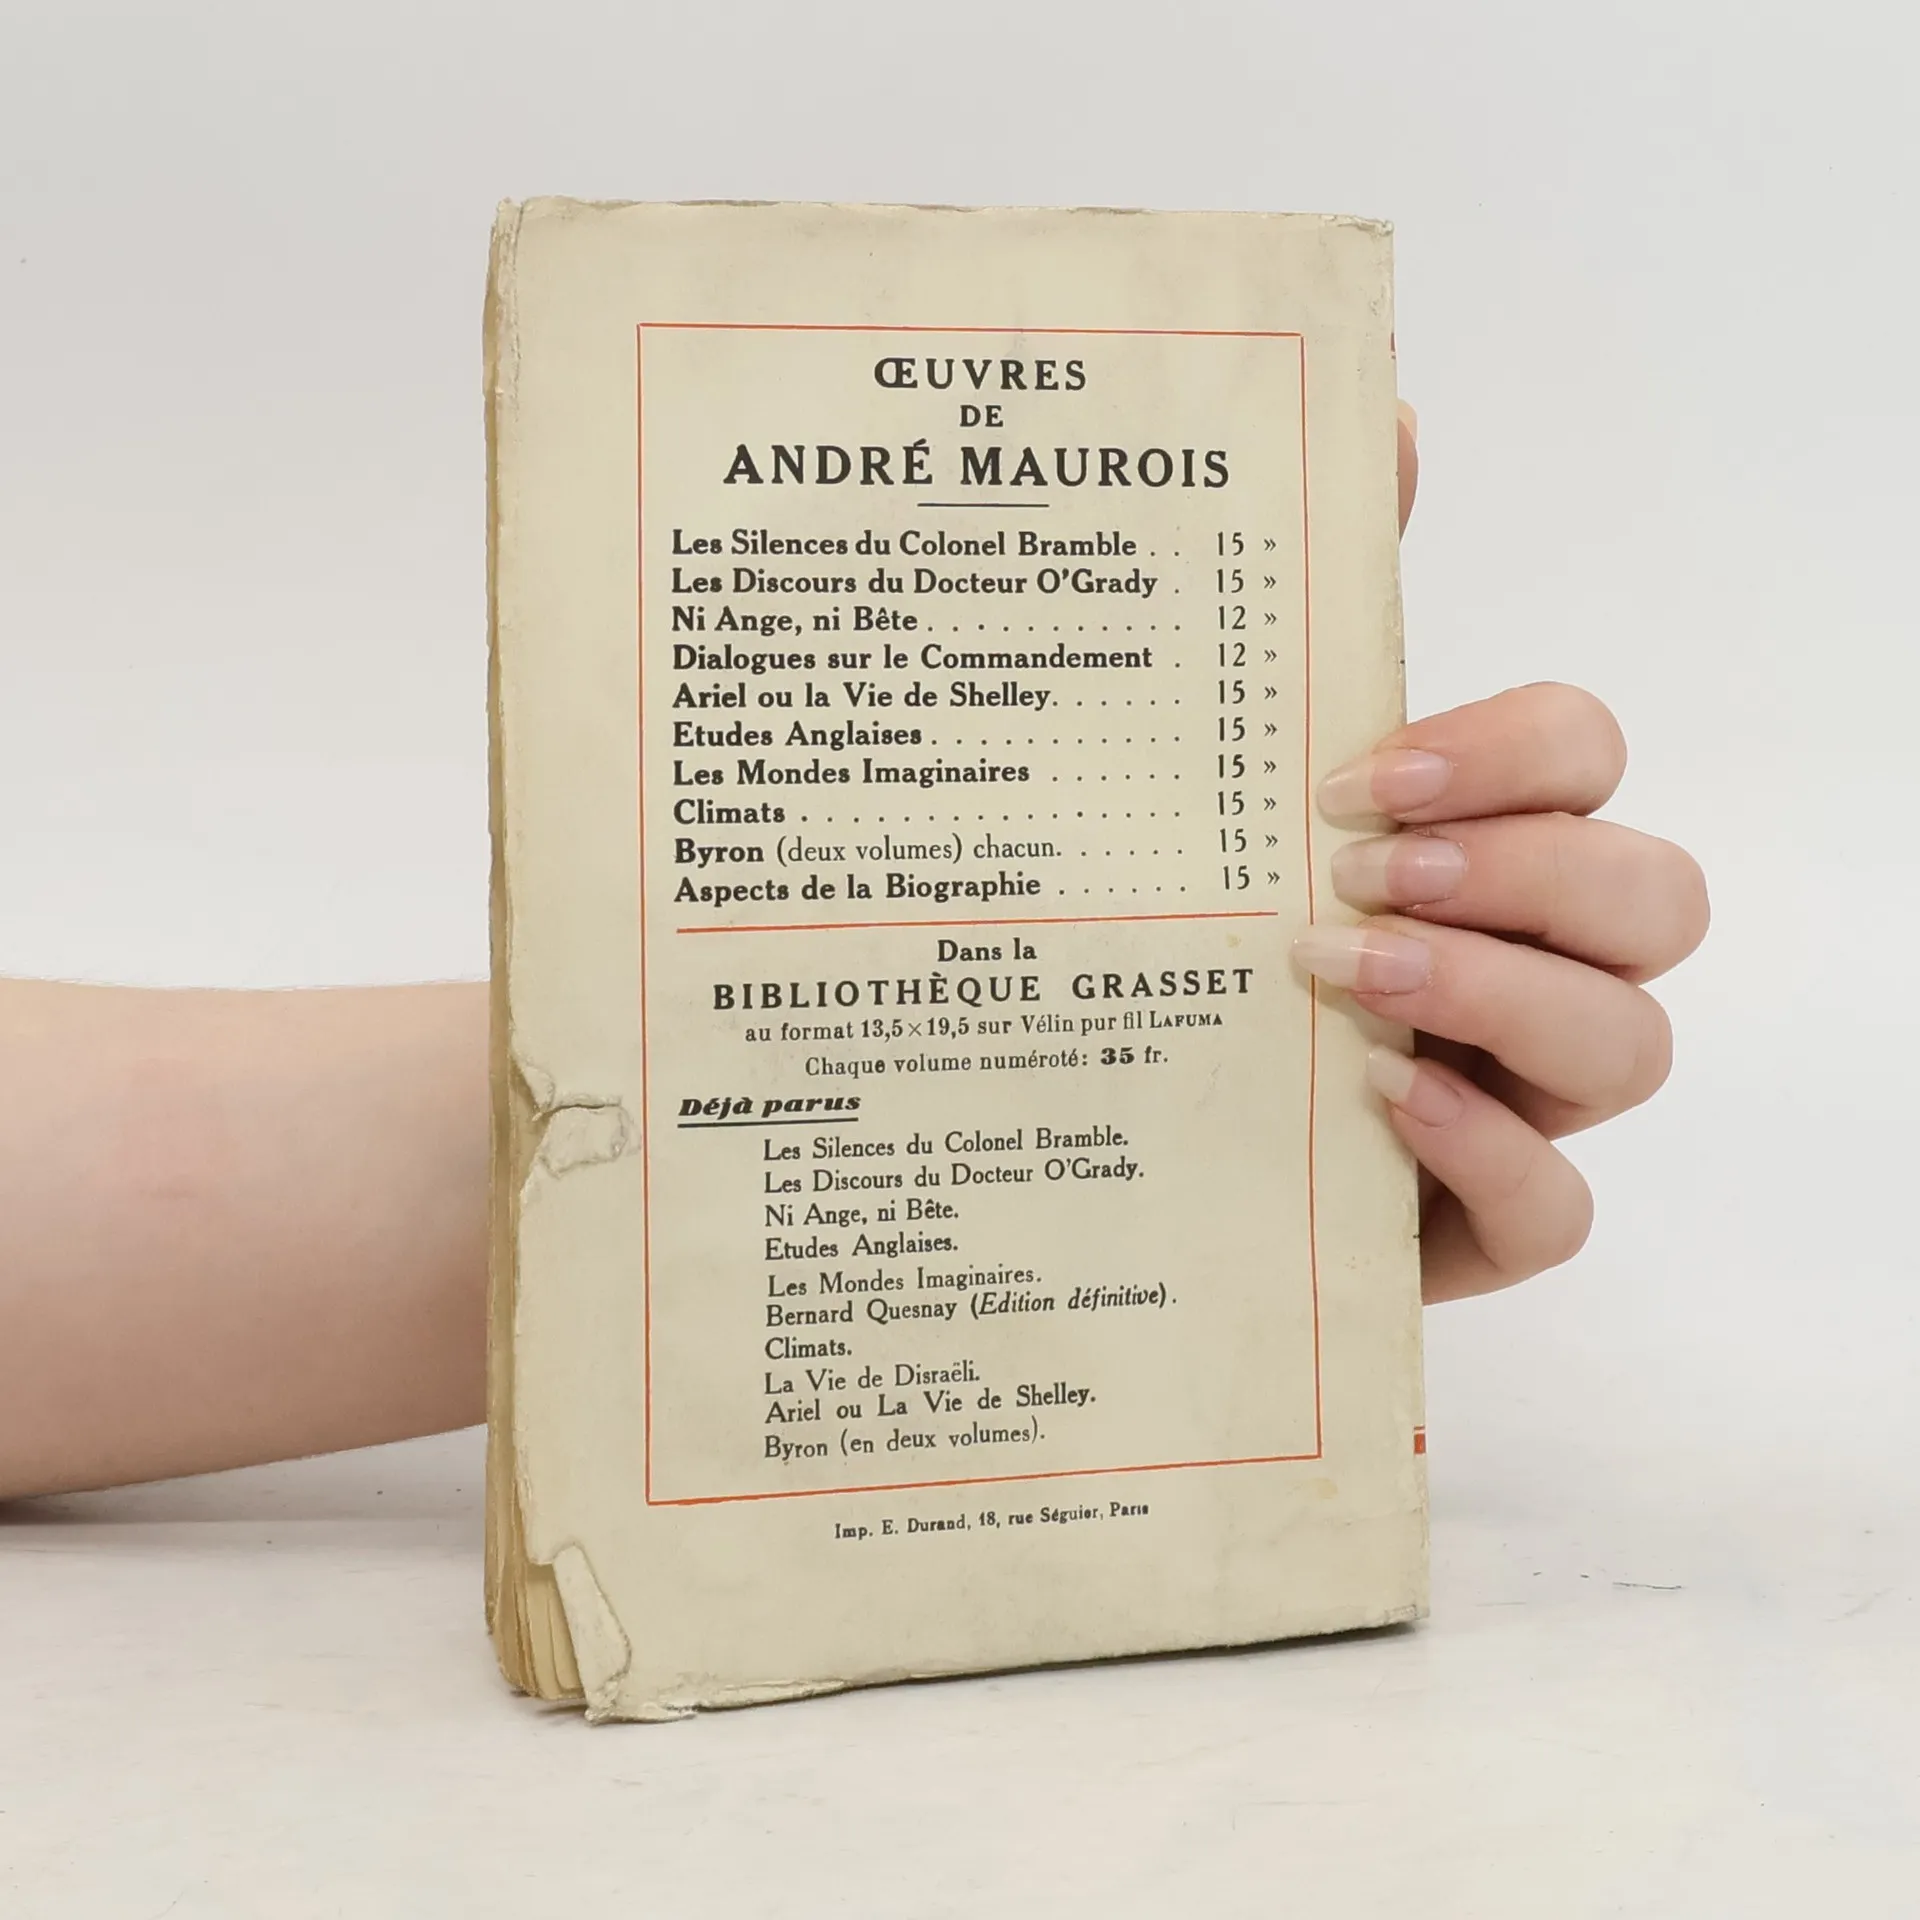 ŒUVRES
DE
ANDRÉ MAUROIS
Les Silences du Colonel Bramble . . 15 »
Les Discours du Docteur O'Grady . 15 »
Ni Ange, ni Bête . . . . . . . . . . . 12 »
Dialogues sur le Commandement . 12 »
Ariel ou la Vie de Shelley. . . . . . 15 »
Etudes Anglaises . . . . . . . . . . . 15 »
Les Mondes Imaginaires . . . . . . 15 »
Climats . . . . . . . . . . . . . . . . 15 »
Byron (deux volumes) chacun. . . . . . 15 »
Aspects de la Biographie . . . . . . 15 »
Dans la
BIBLIOTHÈQUE GRASSET
au format 13,5×19,5 sur Vélin pur fil LAFUMA
Chaque volume numéroté: 35 fr.
Déjà parus
Les Silences du Colonel Bramble.
Les Discours du Docteur O'Grady.
Ni Ange, ni Bête.
Etudes Anglaises.
Les Mondes Imaginaires.
Bernard Quesnay (Edition définitive).
Climats.
La Vie de Disraëli.
Ariel ou La Vie de Shelley.
Byron (en deux volumes).
Imp. E. Durand, 18, rue Séguier, Paris